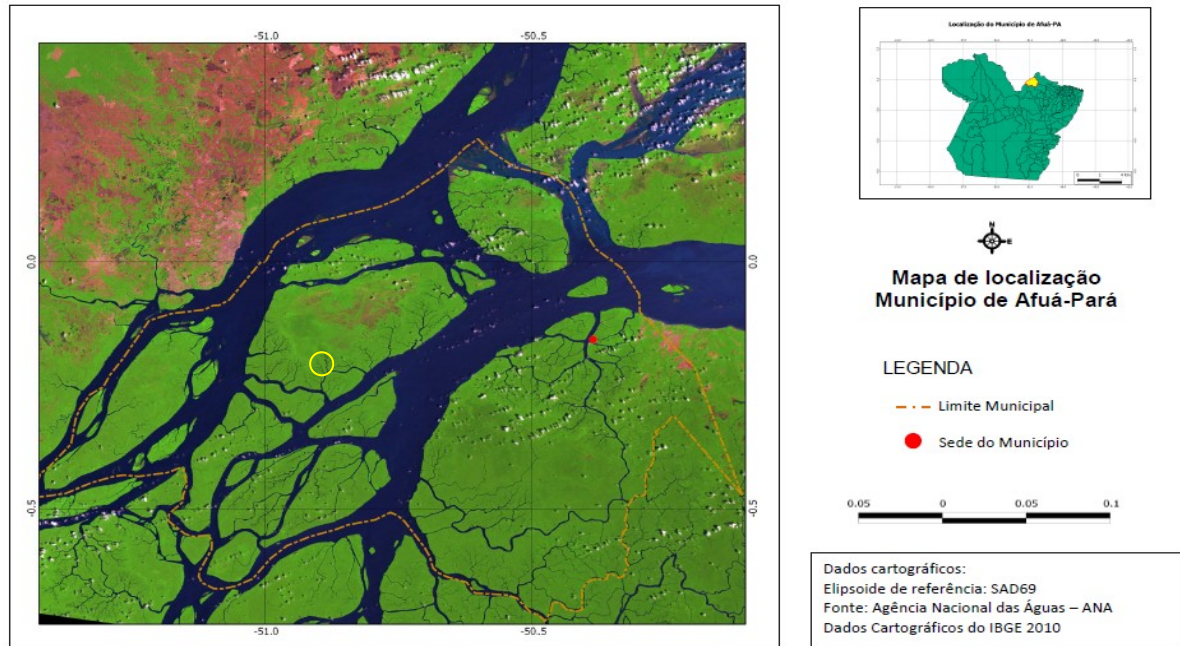 -51.0
-50.5
0.0
0.0
-0.5
-0.5
-51.0
-50.5
Localização do Município de Afuá-PA
N
E
Mapa de localização
Município de Afuá-Pará
LEGENDA
Limite Municipal
Sede do Município
0.05 0 0.05 0.1
Dados cartográficos:
Elipsoide de referência: SAD69
Fonte: Agência Nacional das Águas – ANA
Dados Cartográficos do IBGE 2010